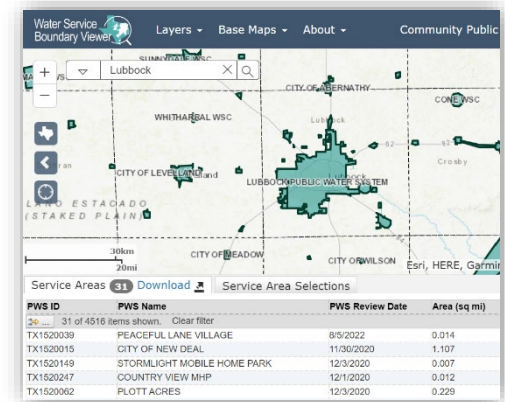 Water Service
Boundary Viewer
Layers
Base Maps
About
Community Public
SUNNYDALE WSC
Lubbock
CITY OF ABERNATHY
CONE WSC
WHITHARRAL WSC
Lubbock
62
Crosby
CITY OF LEVELLAND
LUBBOCK PUBLIC WATER SYSTEM
LLANO ESTACADO
(STAKED PLAIN)
84
30km
20mi
CITY OF MEADOW
CITY OF WILSON
Esri, HERE, Garmin
Service Areas 31 Download
Service Area Selections
PWS ID PWS Name PWS Review Date Area (sq mi)
... 31 of 4516 items shown. Clear filter
TX1520039 PEACEFUL LANE VILLAGE 8/5/2022 0.014
TX1520015 CITY OF NEW DEAL 11/30/2020 1.107
TX1520149 STORMLIGHT MOBILE HOME PARK 12/3/2020 0.007
TX1520247 COUNTRY VIEW MHP 12/1/2020 0.012
TX1520062 PLOTT ACRES 12/3/2020 0.229